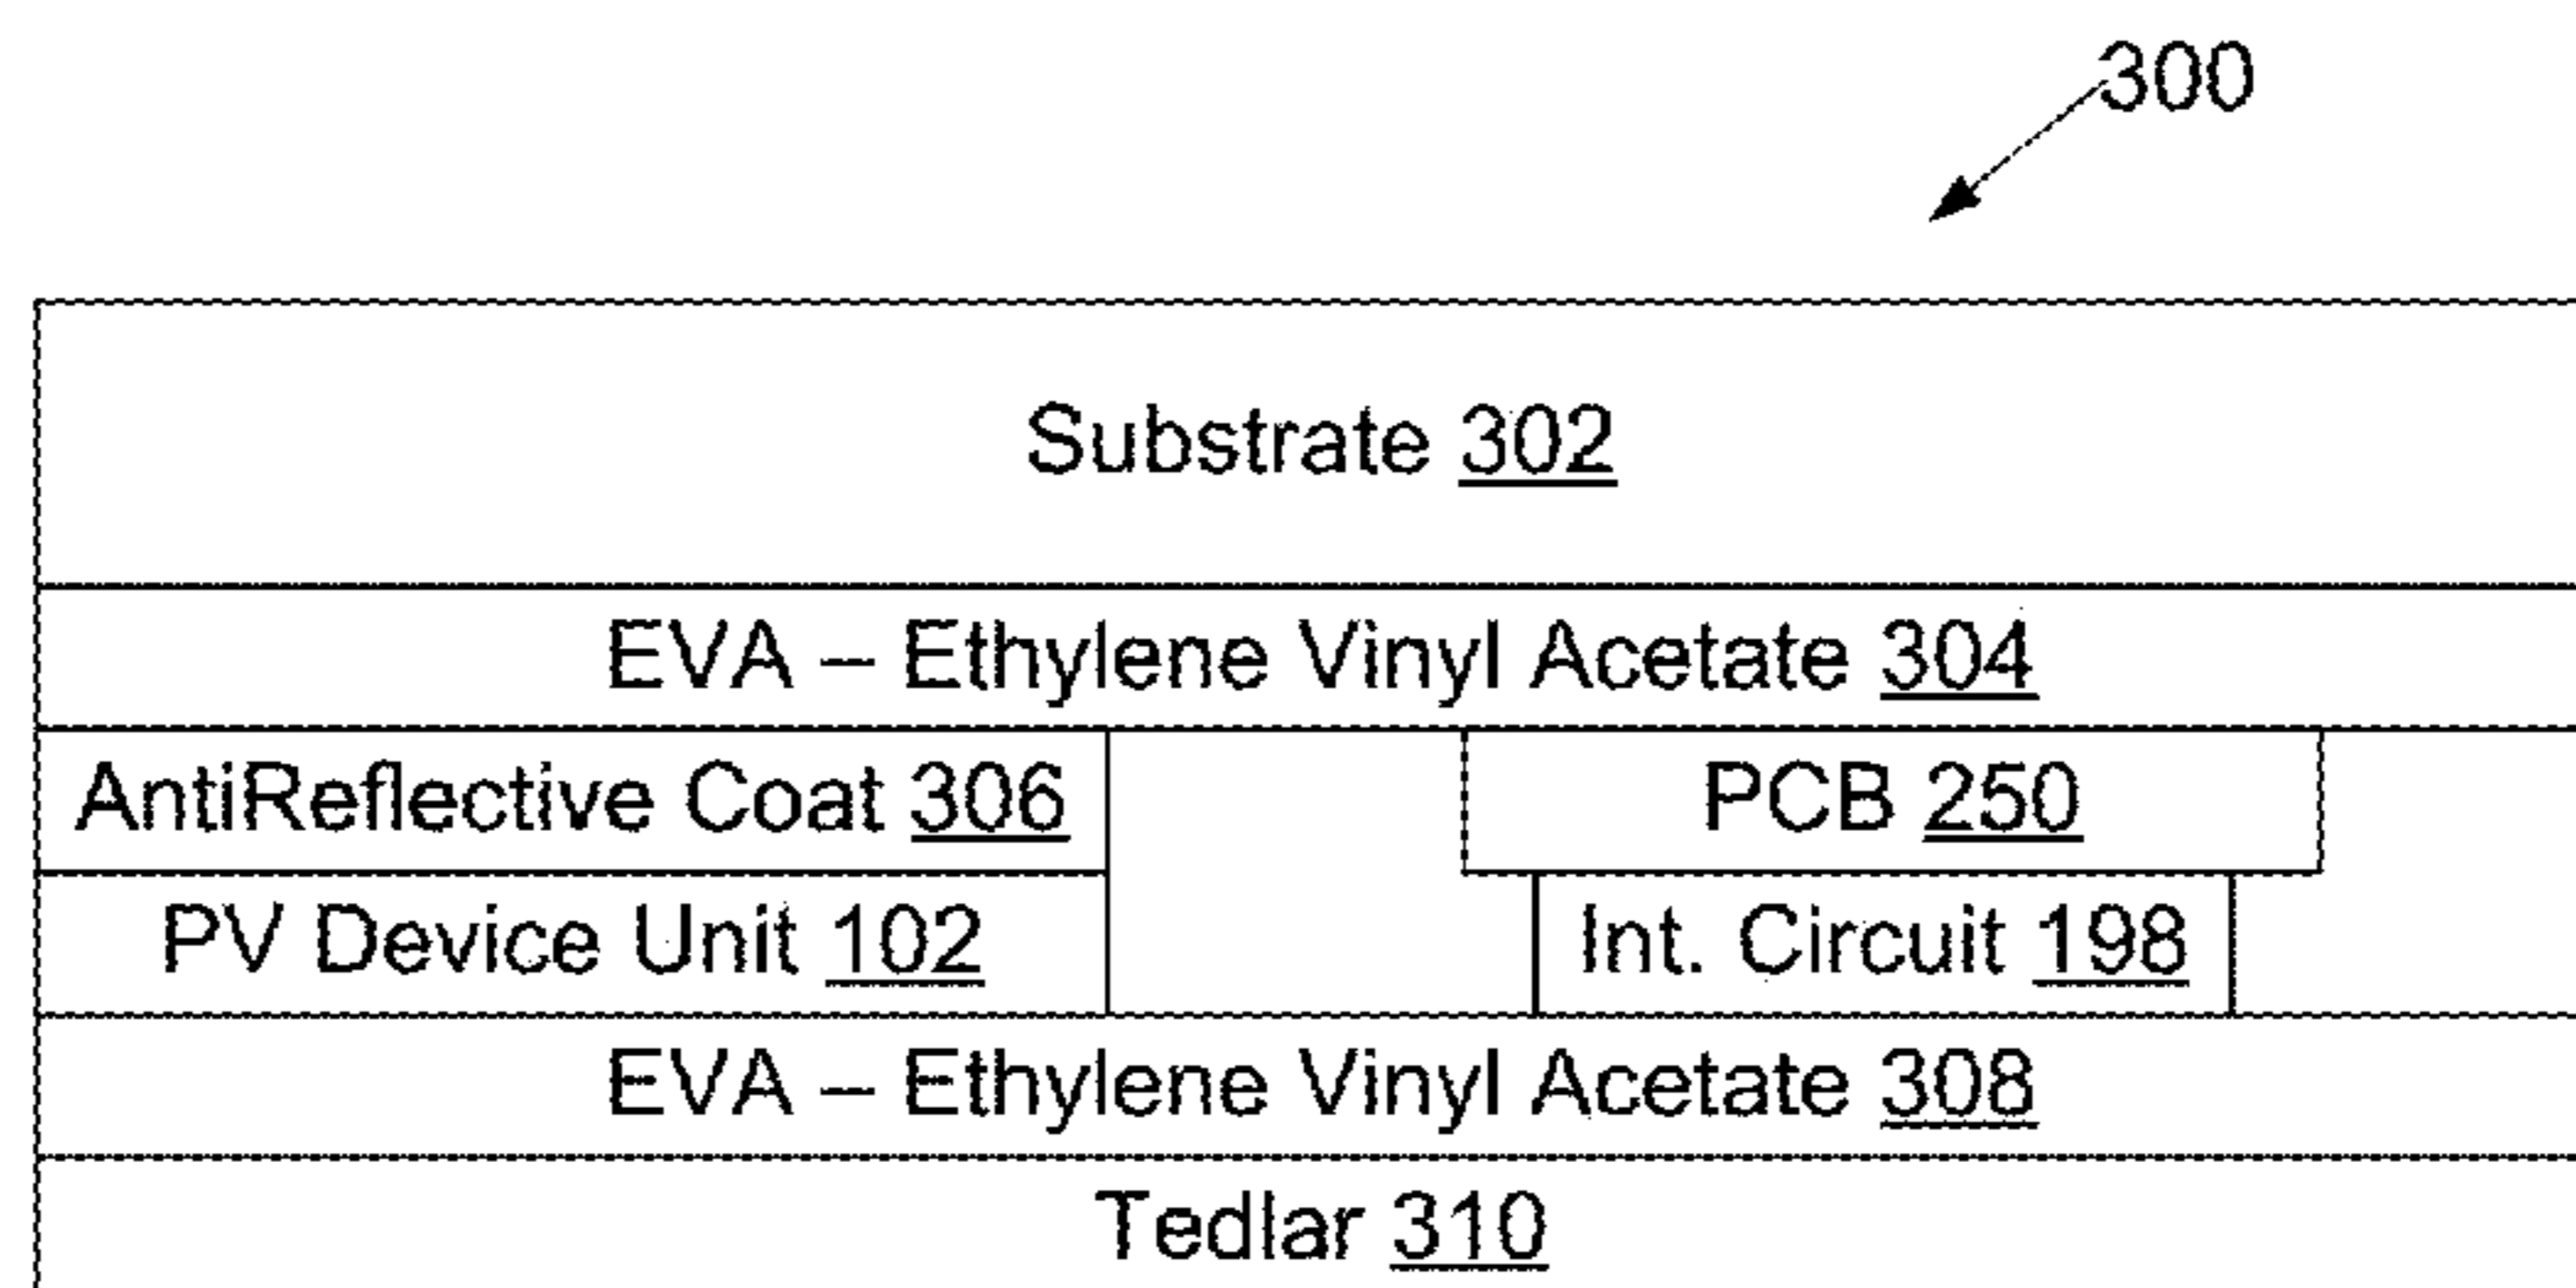 300
Substrate 302
EVA – Ethylene Vinyl Acetate 304
AntiReflective Coat 306
PCB 250
PV Device Unit 102
Int. Circuit 198
EVA – Ethylene Vinyl Acetate 308
Tedlar 310